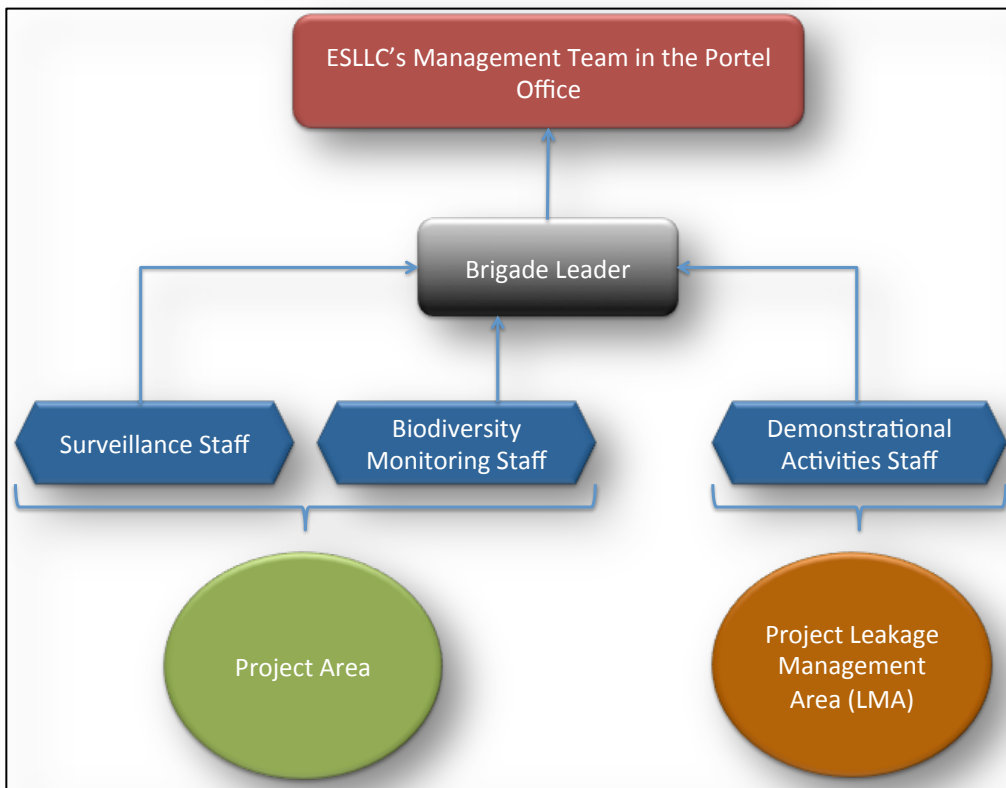 ESLLC's Management Team in the Portel
Office
Brigade Leader
Surveillance Staff
Biodiversity
Monitoring Staff
Demonstrational
Activities Staff
Project Area
Project Leakage
Management
Area (LMA)